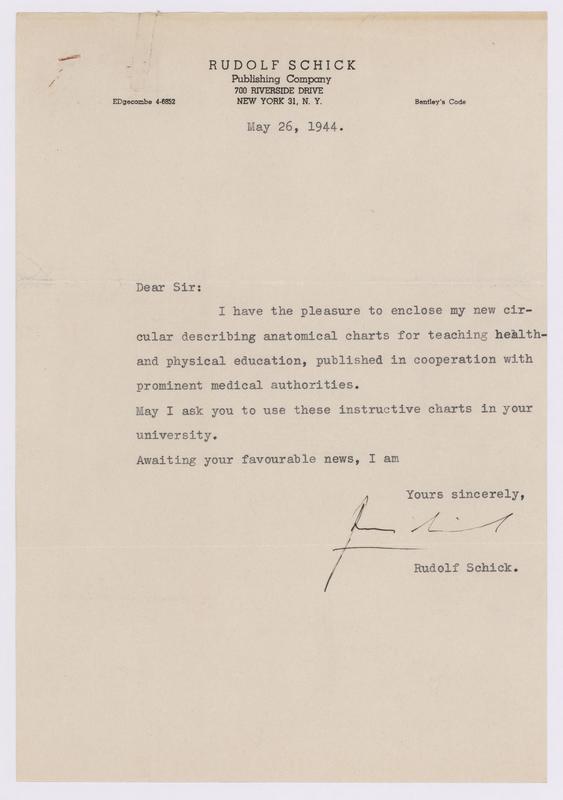 RUDOLF SCHICK
Publishing Company
700 RIVERSIDE DRIVE
EDgecombe 4-6852 NEW YORK 31, N. Y. Bentley's Code
May 26, 1944.
Dear Sir:
I have the pleasure to enclose my new cir-
cular describing anatomical charts for teaching health-
and physical education, published in cooperation with
prominent medical authorities.
May I ask you to use these instructive charts in your
university.
Awaiting your favourable news, I am
Yours sincerely,
Rudolf Schick.